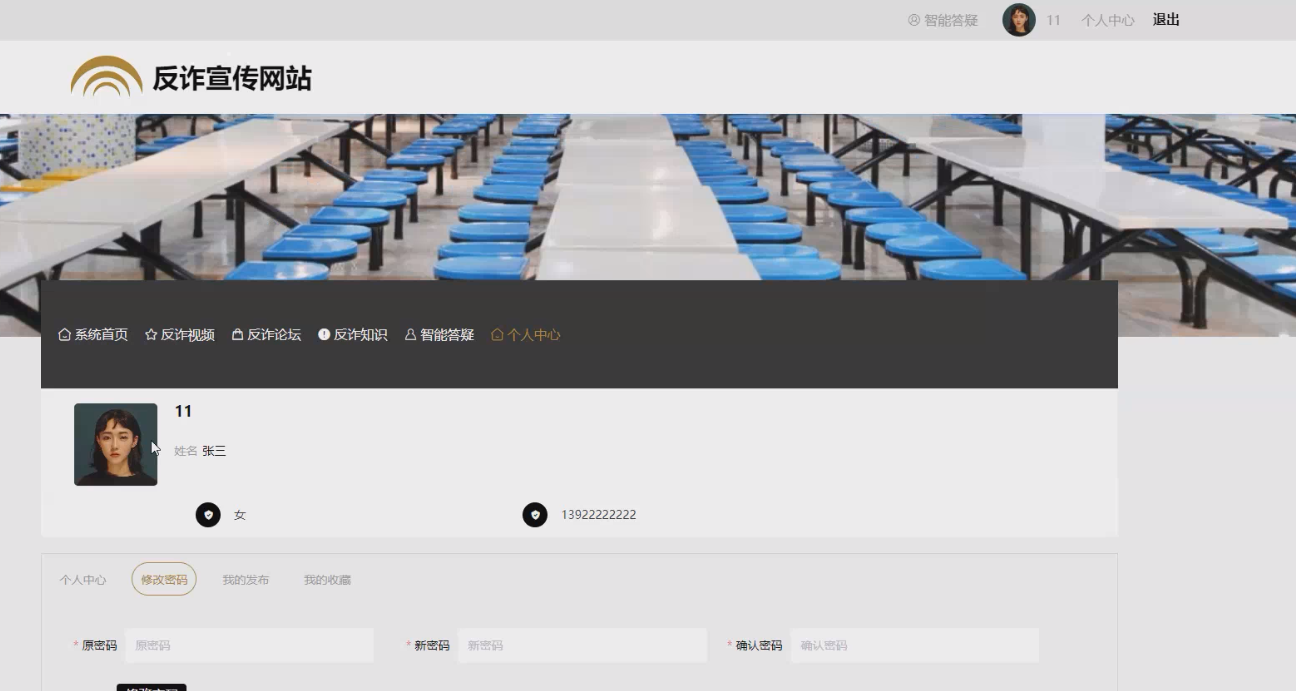 智能答疑 11 个人中心 退出
反诈宣传网站
系统首页 反诈视频 反诈论坛 反诈知识 智能答疑 个人中心
11
姓名 张三
女 13922222222
个人中心 修改密码 我的发布 我的收藏
* 原密码 原密码 * 新密码 新密码 * 确认密码 确认密码
修改密码